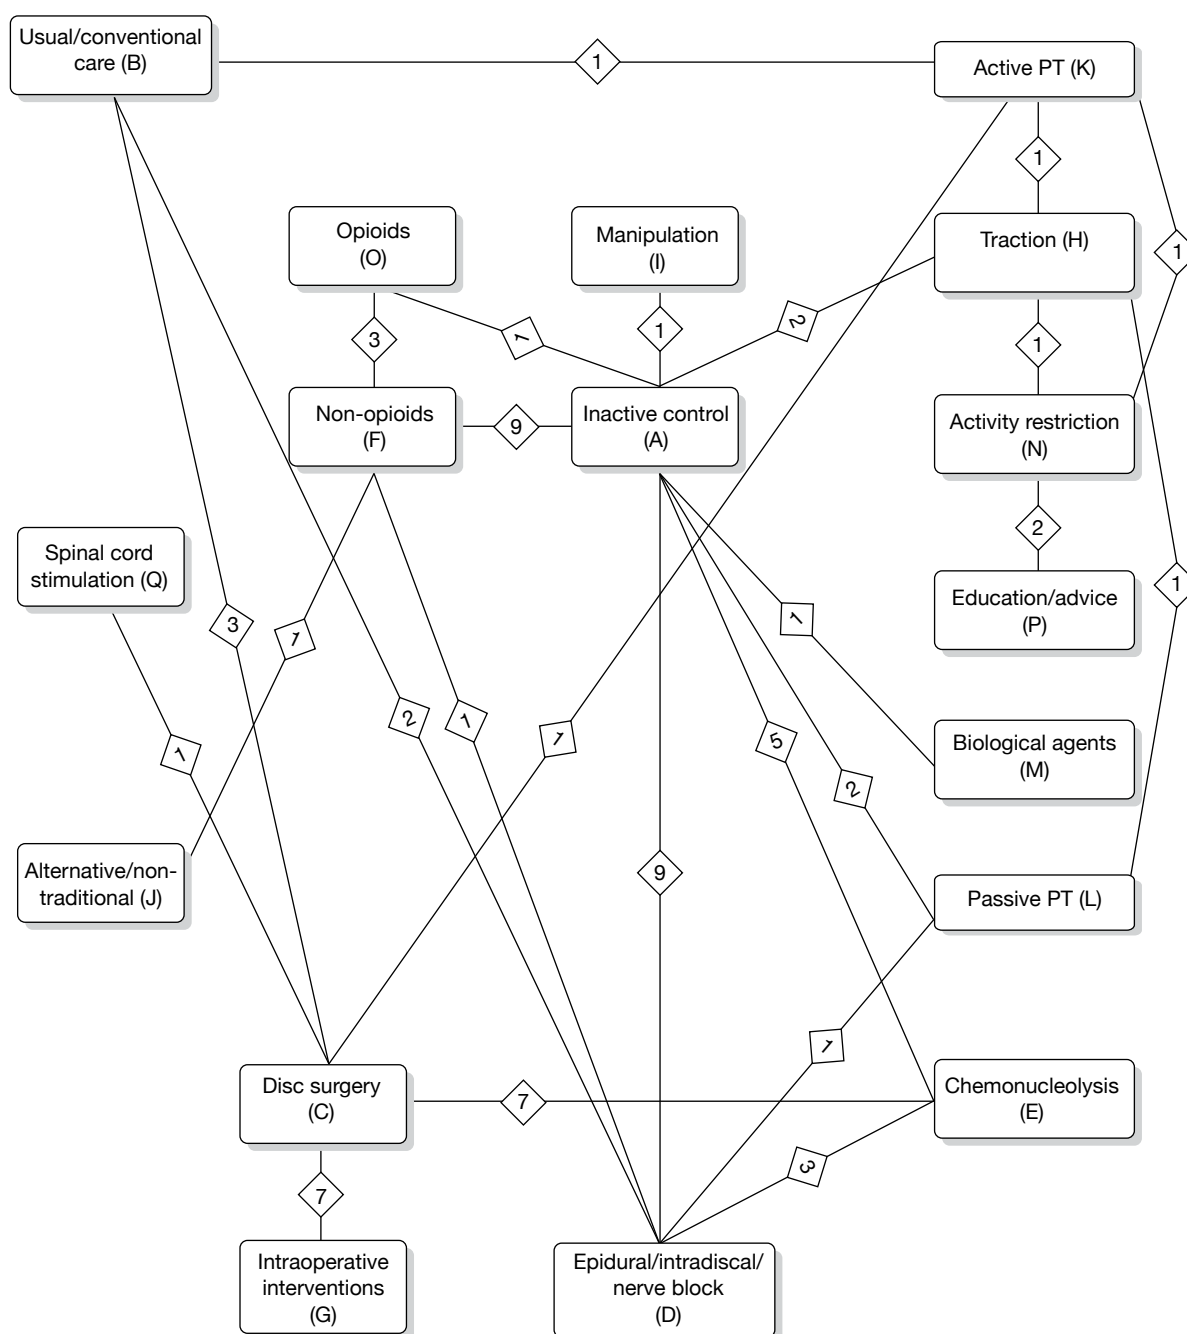 Usual/conventional
care (B)
1
Active PT (K)
1
Opioids
(O)
Manipulation
(I)
Traction (H)
1
3
1
1
2
1
Non-opioids
(F)
9
Inactive control
(A)
Activity restriction
(N)
2
Spinal cord
stimulation (Q)
Education/advice
(P)
1
3
1
1
2
1
1
5
Biological agents
(M)
1
2
Alternative/non-
traditional (J)
9
Passive PT (L)
1
Disc surgery
(C)
7
Chemonucleolysis
(E)
3
7
Intraoperative
interventions
(G)
Epidural/intradiscal/
nerve block
(D)